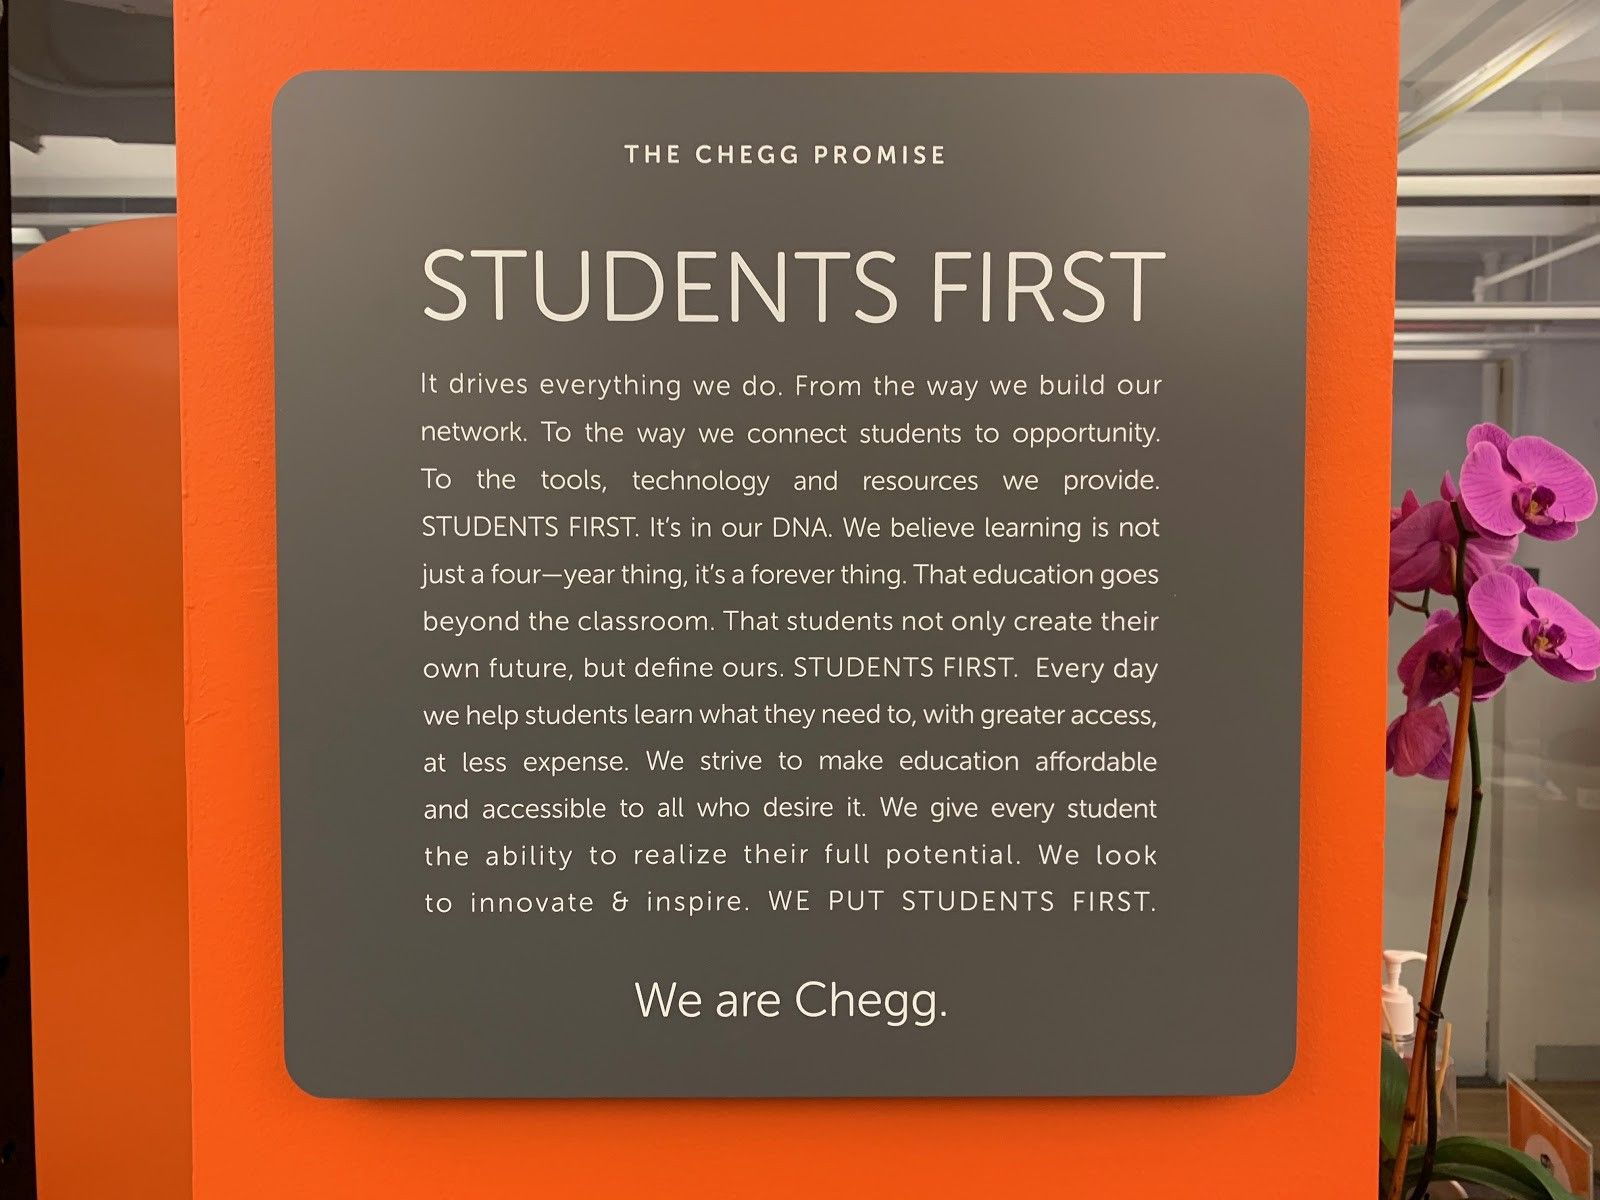 THE CHEGG PROMISE
STUDENTS FIRST
It drives everything we do. From the way we build our
network. To the way we connect students to opportunity.
To the tools, technology and resources we provide.
STUDENTS FIRST. It's in our DNA. We believe learning is not
just a four—year thing, it's a forever thing. That education goes
beyond the classroom. That students not only create their
own future, but define ours. STUDENTS FIRST. Every day
we help students learn what they need to, with greater access,
at less expense. We strive to make education affordable
and accessible to all who desire it. We give every student
the ability to realize their full potential. We look
to innovate & inspire. WE PUT STUDENTS FIRST.
We are Chegg.